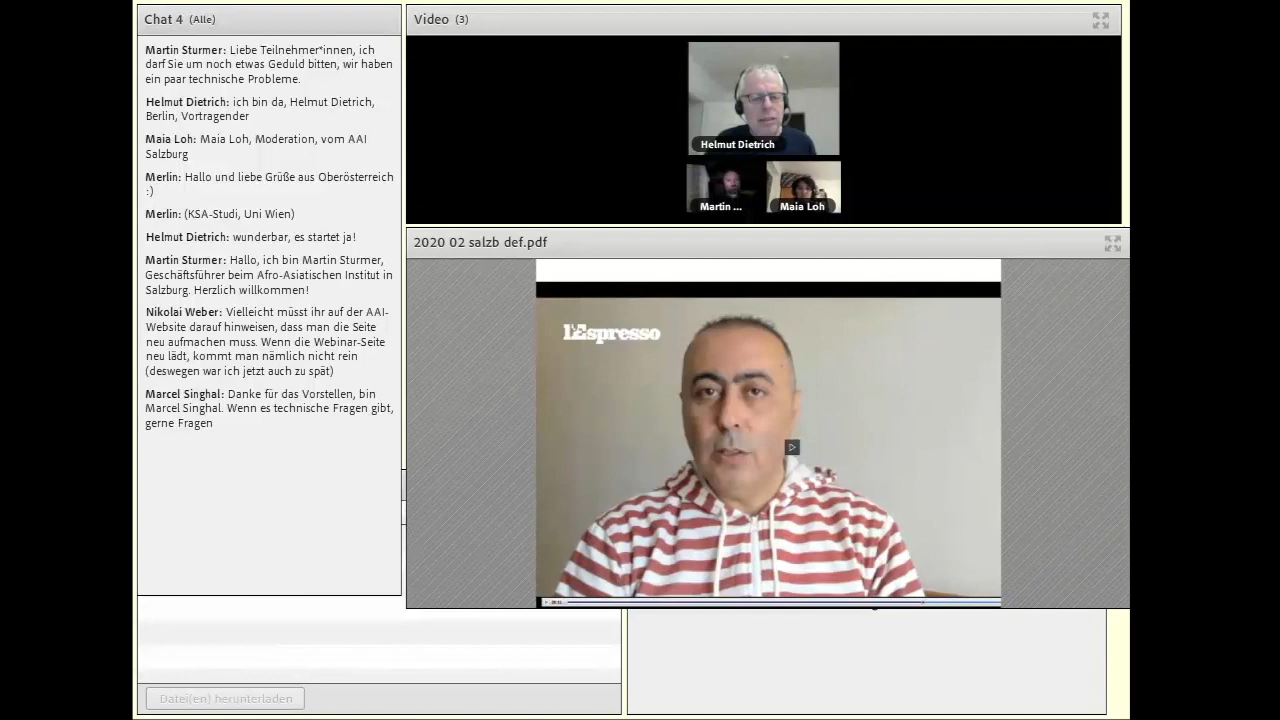 Chat 4 (Alle)
Martin Sturmer: Liebe Teilnehmer*innen, ich
darf Sie um noch etwas Geduld bitten, wir haben
ein paar technische Probleme.
Helmut Dietrich: ich bin da, Helmut Dietrich,
Berlin, Vortragender
Maia Loh: Maia Loh, Moderation, vom AAI
Salzburg
Merlin: Hallo und liebe Grüße aus Oberösterreich
:)
Merlin: (KSA-Studi, Uni Wien)
Helmut Dietrich: wunderbar, es startet ja!
Martin Sturmer: Hallo, ich bin Martin Sturmer,
Geschäftsführer beim Afro-Asiatischen Institut in
Salzburg. Herzlich willkommen!
Nikolai Weber: Vielleicht müsst ihr auf der AAI-
Website darauf hinweisen, dass man die Seite
neu aufmachen muss. Wenn die Webinar-Seite
neu lädt, kommt man nämlich nicht rein
(deswegen war ich jetzt auch zu spät)
Marcel Singhal: Danke für das Vorstellen, bin
Marcel Singhal. Wenn es technische Fragen gibt,
gerne Fragen
Datei(en) herunterladen
Video (3)
Helmut Dietrich
Martin ...
Maia Loh
2020 02 salzb def.pdf
l'Espresso